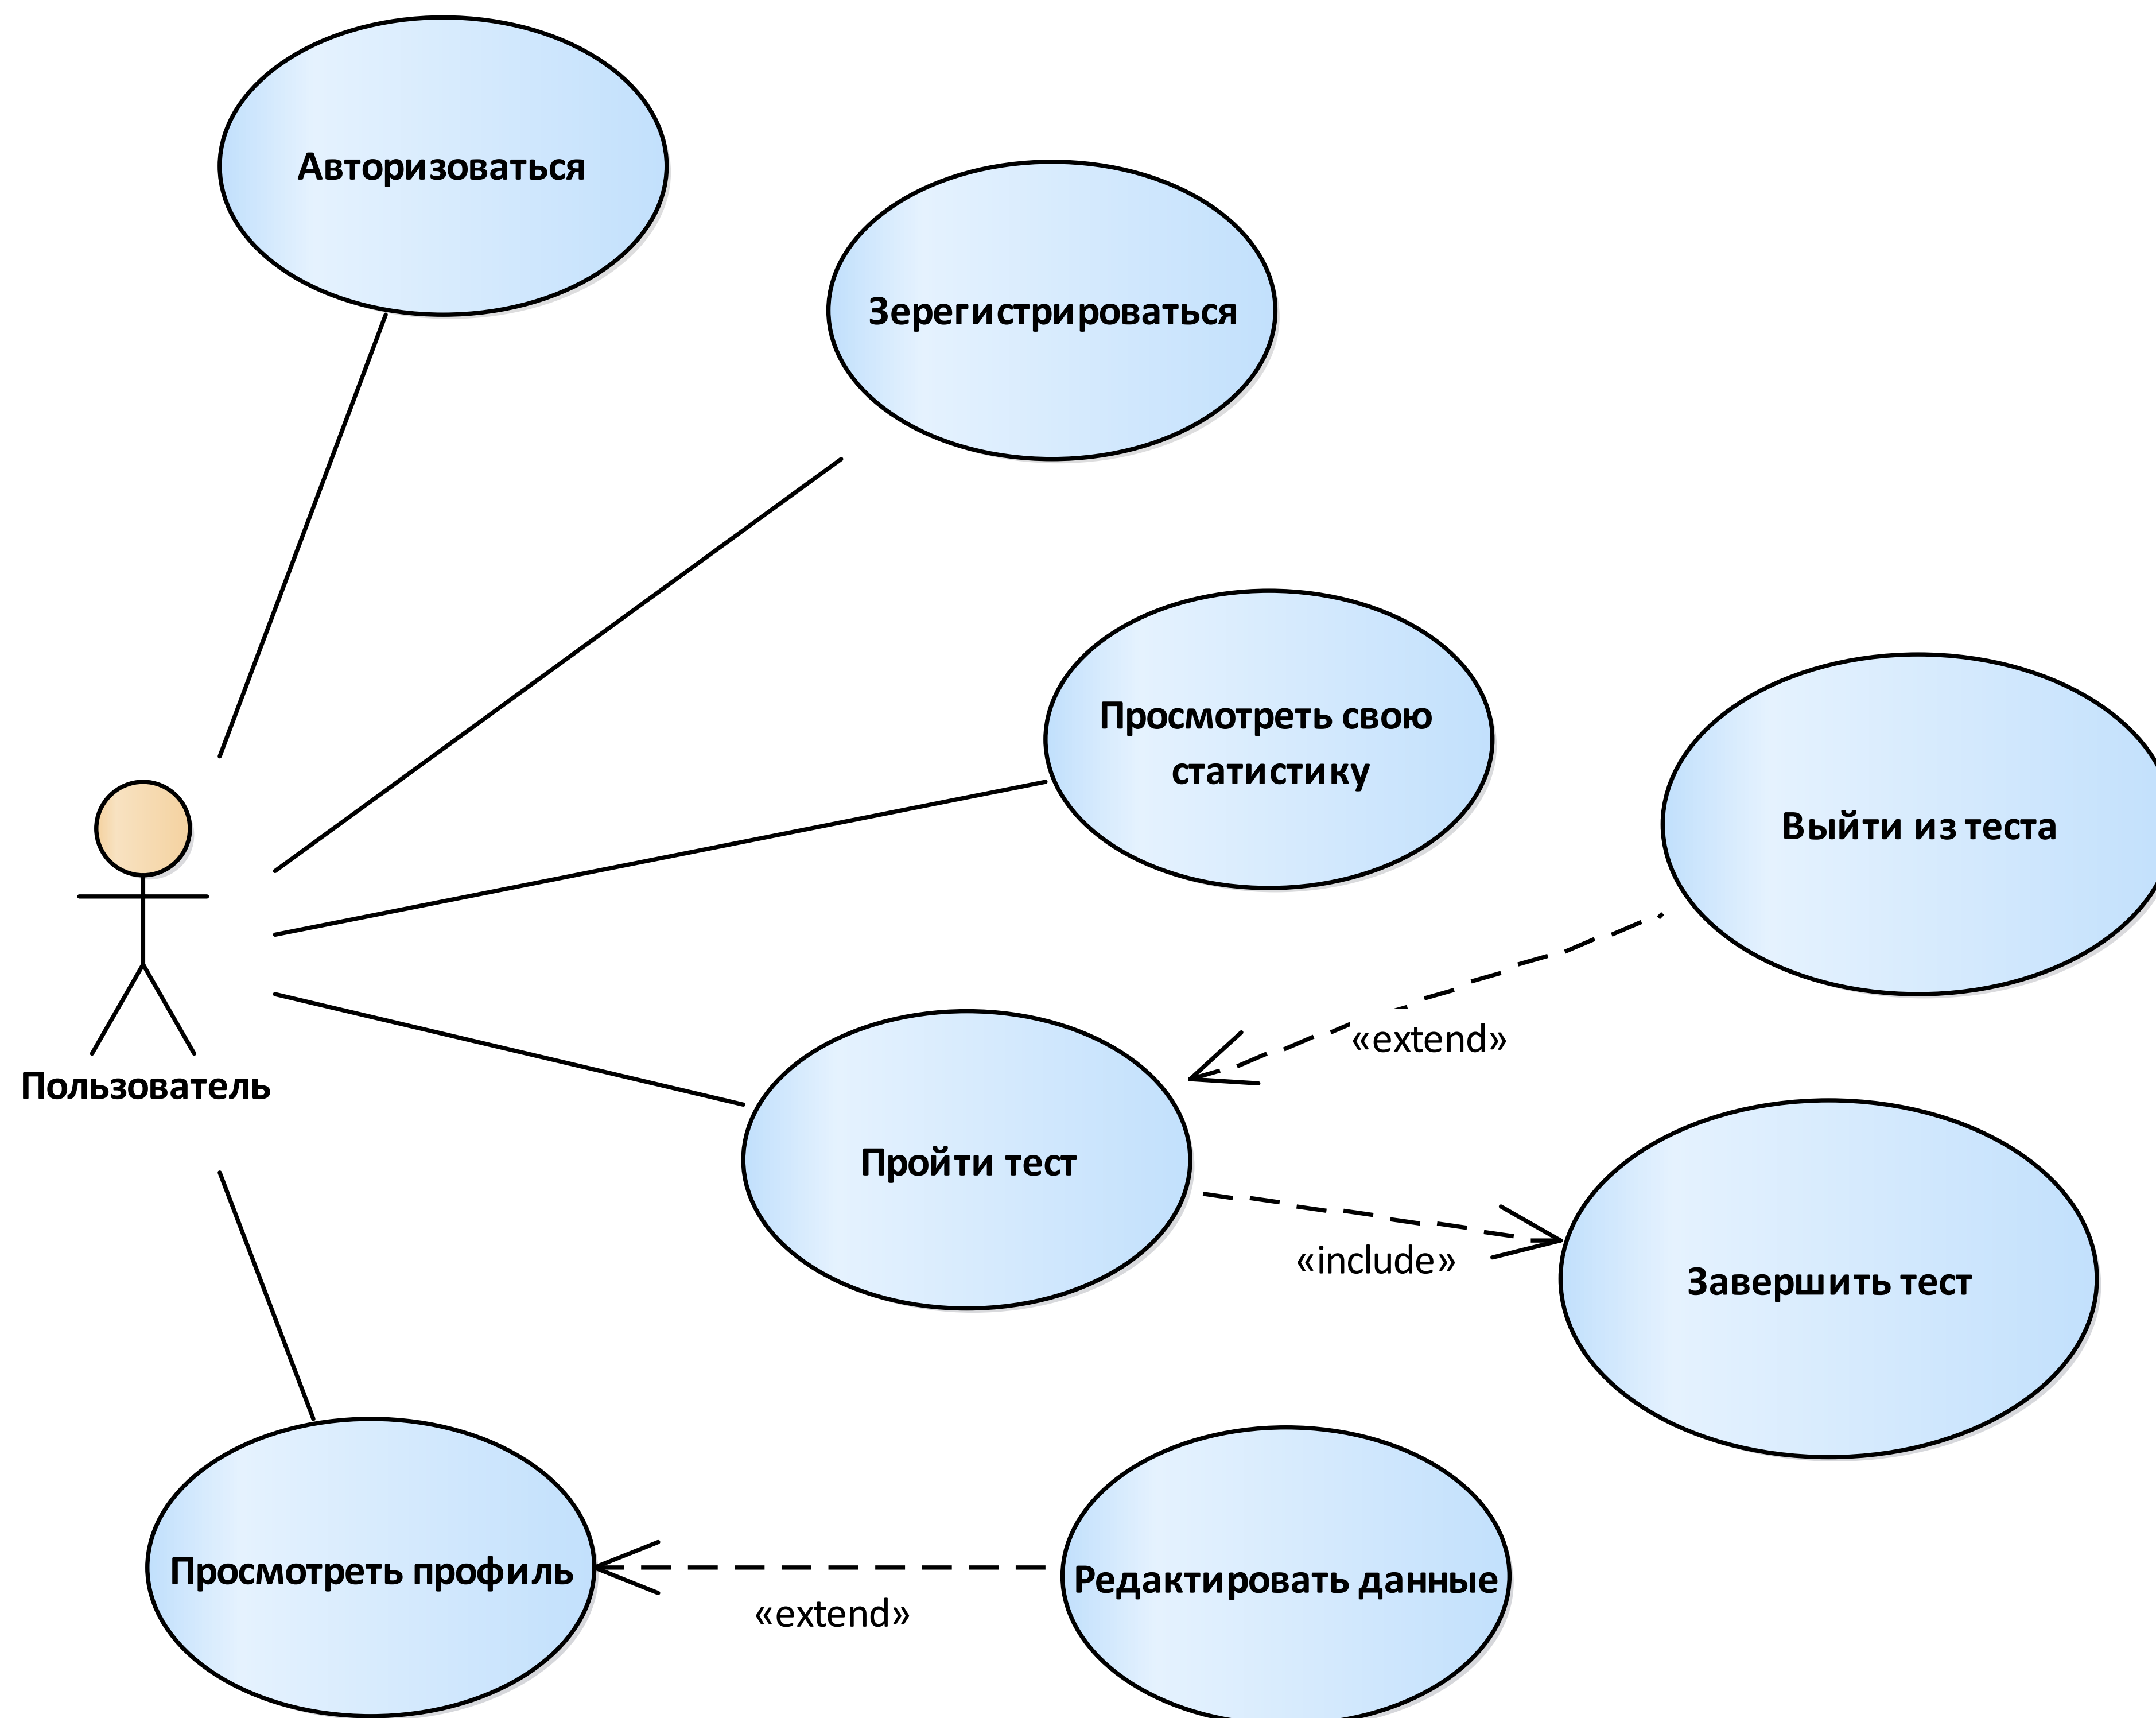 Авторизоваться
Зерегистрироваться
Просмотреть свою
статистику
Выйти из теста
«extend»
Пользователь
Пройти тест
«include»
Завершить тест
Просмотреть профиль
Редактировать данные
«extend»